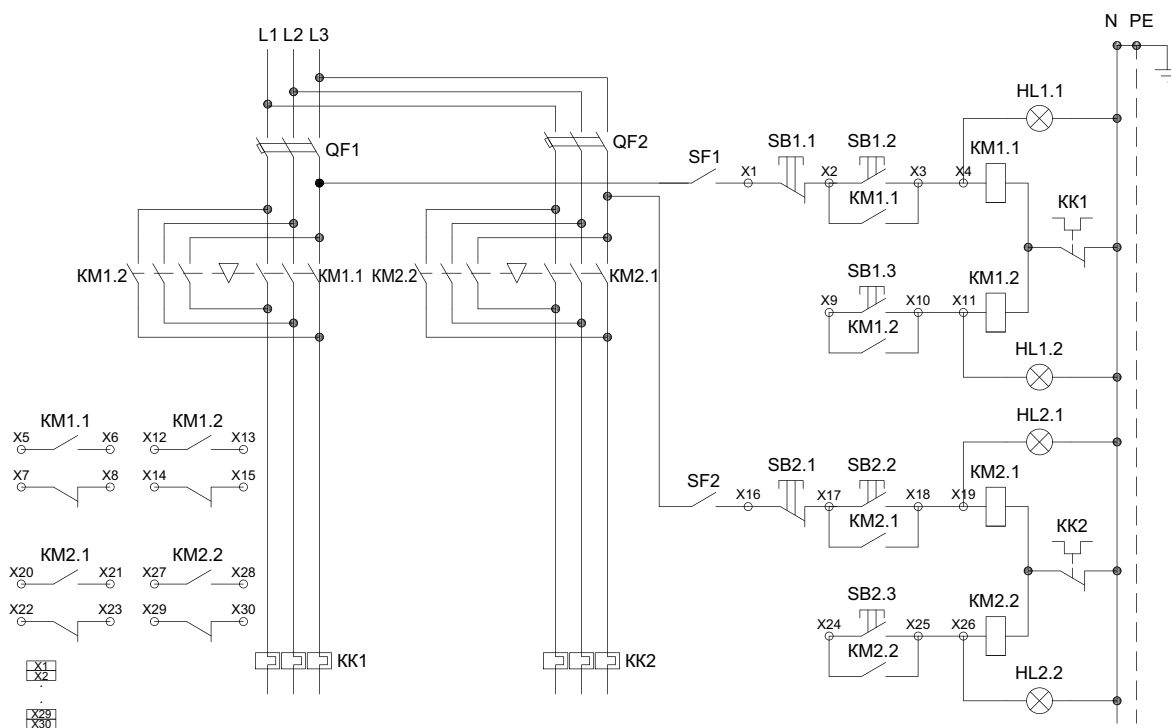 N PE
L1 L2 L3
HL1.1
QF1
QF2
SB1.1
SB1.2
KM1.1
SF1
X1
X2
X3
X4
KM1.1
KK1
KM1.2
KM1.1
KM2.2
KM2.1
SB1.3
KM1.2
X9
X10
X11
KM1.2
HL1.2
KM1.1
KM1.2
HL2.1
X5
X6
X12
X13
X7
X8
X14
X15
SB2.1
SB2.2
KM2.1
SF2
X16
X17
X18
X19
KM2.1
KK2
KM2.1
KM2.2
X20
X21
X27
X28
SB2.3
KM2.2
X22
X23
X29
X30
X24
X25
X26
KM2.2
KK1
KK2
HL2.2
X1
X2
.
.
X29
X30